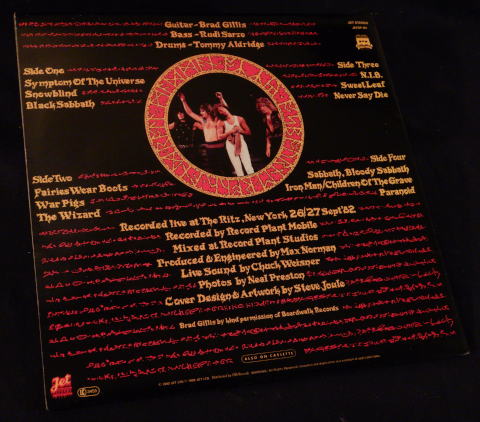 Guitar-Brad Gillis
Bass-Rudi Sarzo
Drums-Tommy Aldridge
Side One
Symptom Of The Universe
Snowblind
Black Sabbath
Side Three
N.I.B.
Sweet Leaf
Never Say Die
Side Two
Fairies Wear Boots
War Pigs
The Wizard
Side Four
Sabbath, Bloody Sabbath
Iron Man/Children Of The Grave
Paranoid
Recorded live at The Ritz, New York, 26/27 Sept 82
Recorded by Record Plant Mobile
Mixed at Record Plant Studios
Produced & Engineered by Max Norman
Live Sound by Chuck Weisner
Photos by Neal Preston
Cover Design & Artwork by Steve Joule
Brad Gillis by kind permission of Boardwalk Records
ALSO ON CASSETTE
Jet